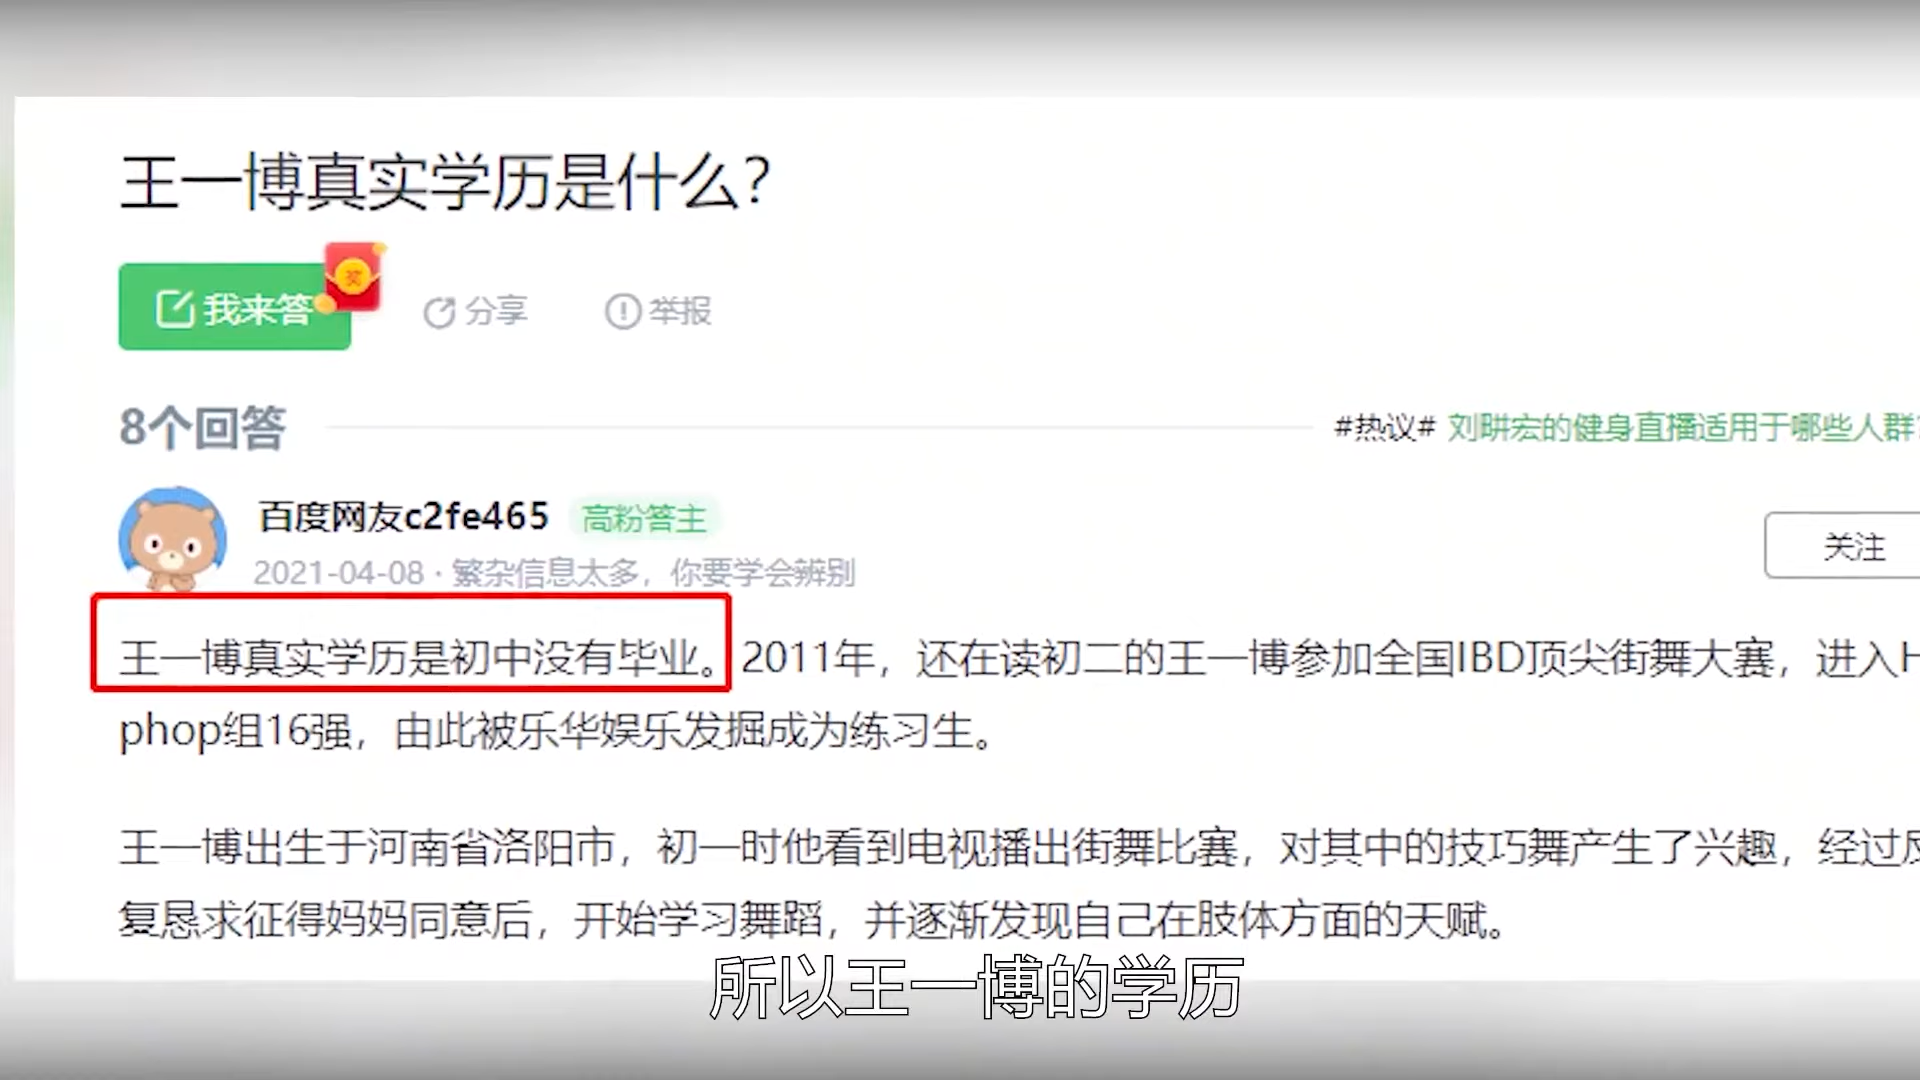 王一博真实学历是什么？
我来答
奖
分享
举报
8个回答
#热议# 刘畊宏的健身直播适用于哪些人群?
百度网友c2fe465 高粉答主
2021-04-08 · 繁杂信息太多，你要学会辨别
关注
王一博真实学历是初中没有毕业。2011年，还在读初二的王一博参加全国IBD顶尖街舞大赛，进入H
phop组16强，由此被乐华娱乐发掘成为练习生。
王一博出生于河南省洛阳市，初一时他看到电视播出街舞比赛，对其中的技巧舞产生了兴趣，经过反
复恳求征得妈妈同意后，开始学习舞蹈，并逐渐发现自己在肢体方面的天赋。
所以王一博的学历